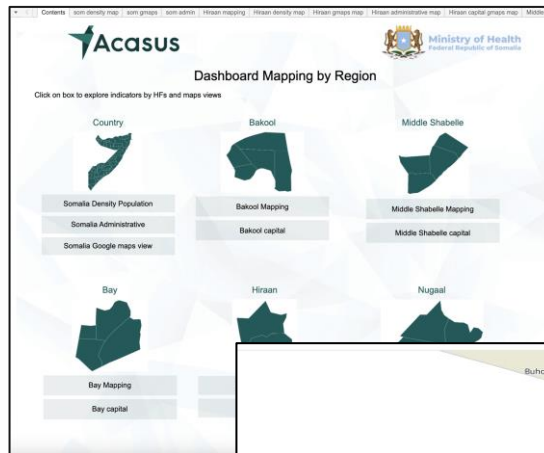 Contents som density map som gmaps som admin Hiraan mapping Hiraan density map Hiraan gmaps map Hiraan administrative map Hiraan capital gmaps map Middle
Acasus
Ministry of Health
Federal Republic of Somalia
Dashboard Mapping by Region
Click on box to explore indicators by HFs and maps views
Country Bakool Middle Shabelle
Somalia Density Population
Somalia Administrative
Somalia Google maps view
Bakool Mapping
Bakool capital
Middle Shabelle Mapping
Middle Shabelle capital
Bay Hiraan Nugaal
Bay Mapping
Bay capital